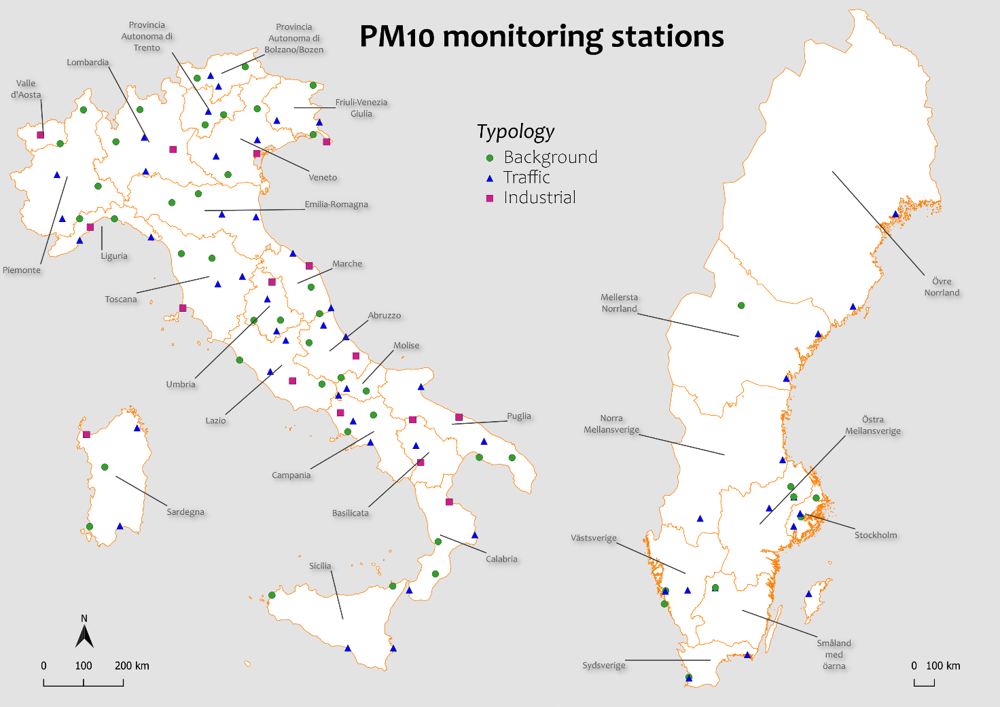 PM10 monitoring stations
Provincia
Autonoma di
Trento
Provincia
Autonoma di
Bolzano/Bozen
Lombardia
Valle
d'Aosta
Friuli-Venezia
Giulia
Typology
Background
Traffic
Industrial
Veneto
Emilia-Romagna
Piemonte
Liguria
Marche
Toscana
Abruzzo
Molise
Umbria
Lazio
Puglia
Campania
Basilicata
Sardegna
Calabria
Sicilia
N
0 100 200 km
Övre
Norrland
Mellersta
Norrland
Norra
Mellansverige
Östra
Mellansverige
Stockholm
Västsverige
Småland
med
öarna
Sydsverige
0 100 km